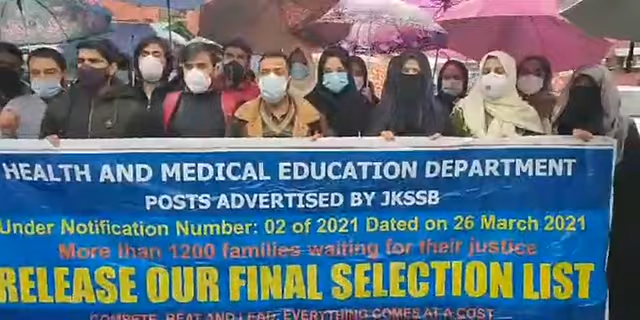 HEALTH AND MEDICAL EDUCATION DEPARTMENT
POSTS ADVERTISED BY JKSSB
Under Notification Number: 02 of 2021 Dated on 26 March 2021
More than 1200 families waiting for their justice
RELEASE OUR FINAL SELECTION LIST
COMPETE, BEAT AND LEAD, EVERYTHING COMES AT A COST